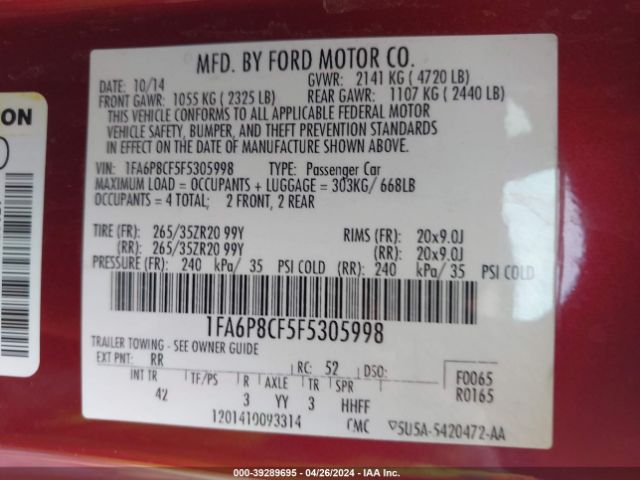 MFD. BY FORD MOTOR CO.
DATE: 10/14 GVWR: 2141 KG ( 4720 LB)
FRONT GAWR: 1055 KG ( 2325 LB) REAR GAWR: 1107 KG ( 2440 LB)
THIS VEHICLE CONFORMS TO ALL APPLICABLE FEDERAL MOTOR
VEHICLE SAFETY, BUMPER, AND THEFT PREVENTION STANDARDS
IN EFFECT ON THE DATE OF MANUFACTURE SHOWN ABOVE.
VIN: 1FA6P8CF5F5305998 TYPE: Passenger Car
MAXIMUM LOAD = OCCUPANTS + LUGGAGE = 303KG/ 668LB
OCCUPANTS = 4 TOTAL: 2 FRONT, 2 REAR
TIRE (FR): 265/35ZR20 99Y RIMS (FR): 20x9.0J
(RR): 265/35ZR20 99Y (RR): 20x9.0J
PRESSURE (FR): 240 kPa/ 35 PSI COLD (RR): 240 kPa/ 35 PSI COLD
1FA6P8CF5F5305998
TRAILER TOWING - SEE OWNER GUIDE
EXT PNT: RR RC: 52 DSO: F0065
INT TR TF/PS R AXLE TR SPR R0165
42 3 YY 3 HHFF
1201410093314 CMC 5U5A-5420472-AA
ON
000-39289695 - 04/26/2024 - IAA Inc.